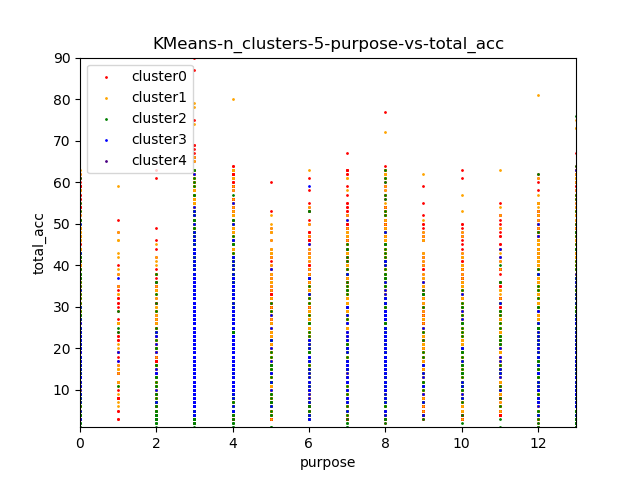 KMeans-n_clusters-5-purpose-vs-total_acc
90
80
70
60
50
40
30
20
10
total_acc
cluster0
cluster1
cluster2
cluster3
cluster4
0 2 4 6 8 10 12
purpose